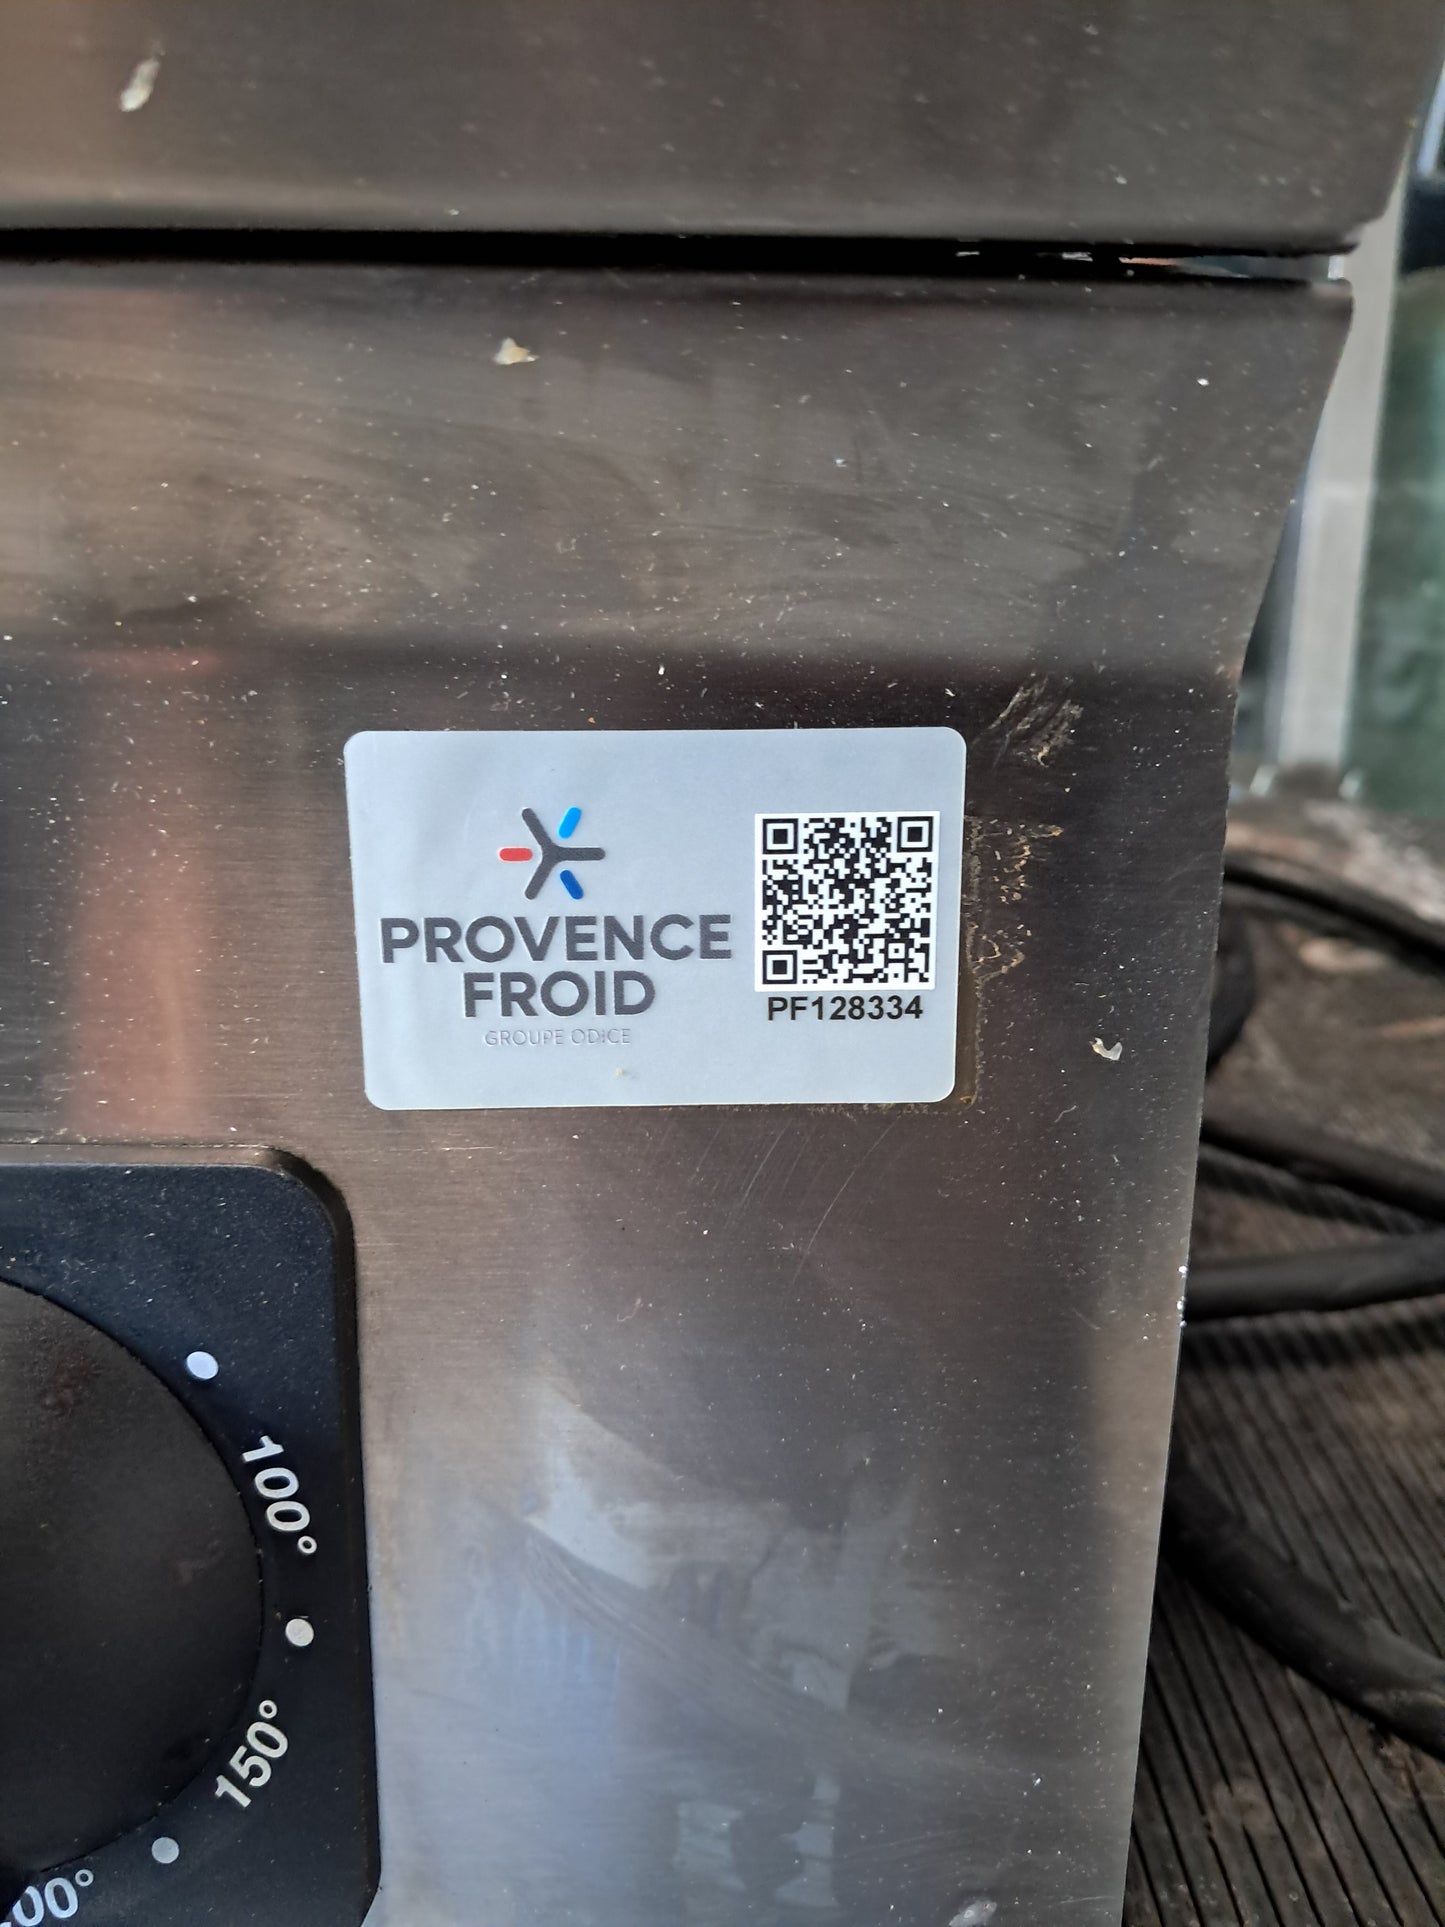 PROVENCE
FROID
GROUPE ODICE
PF128334
100°
150°